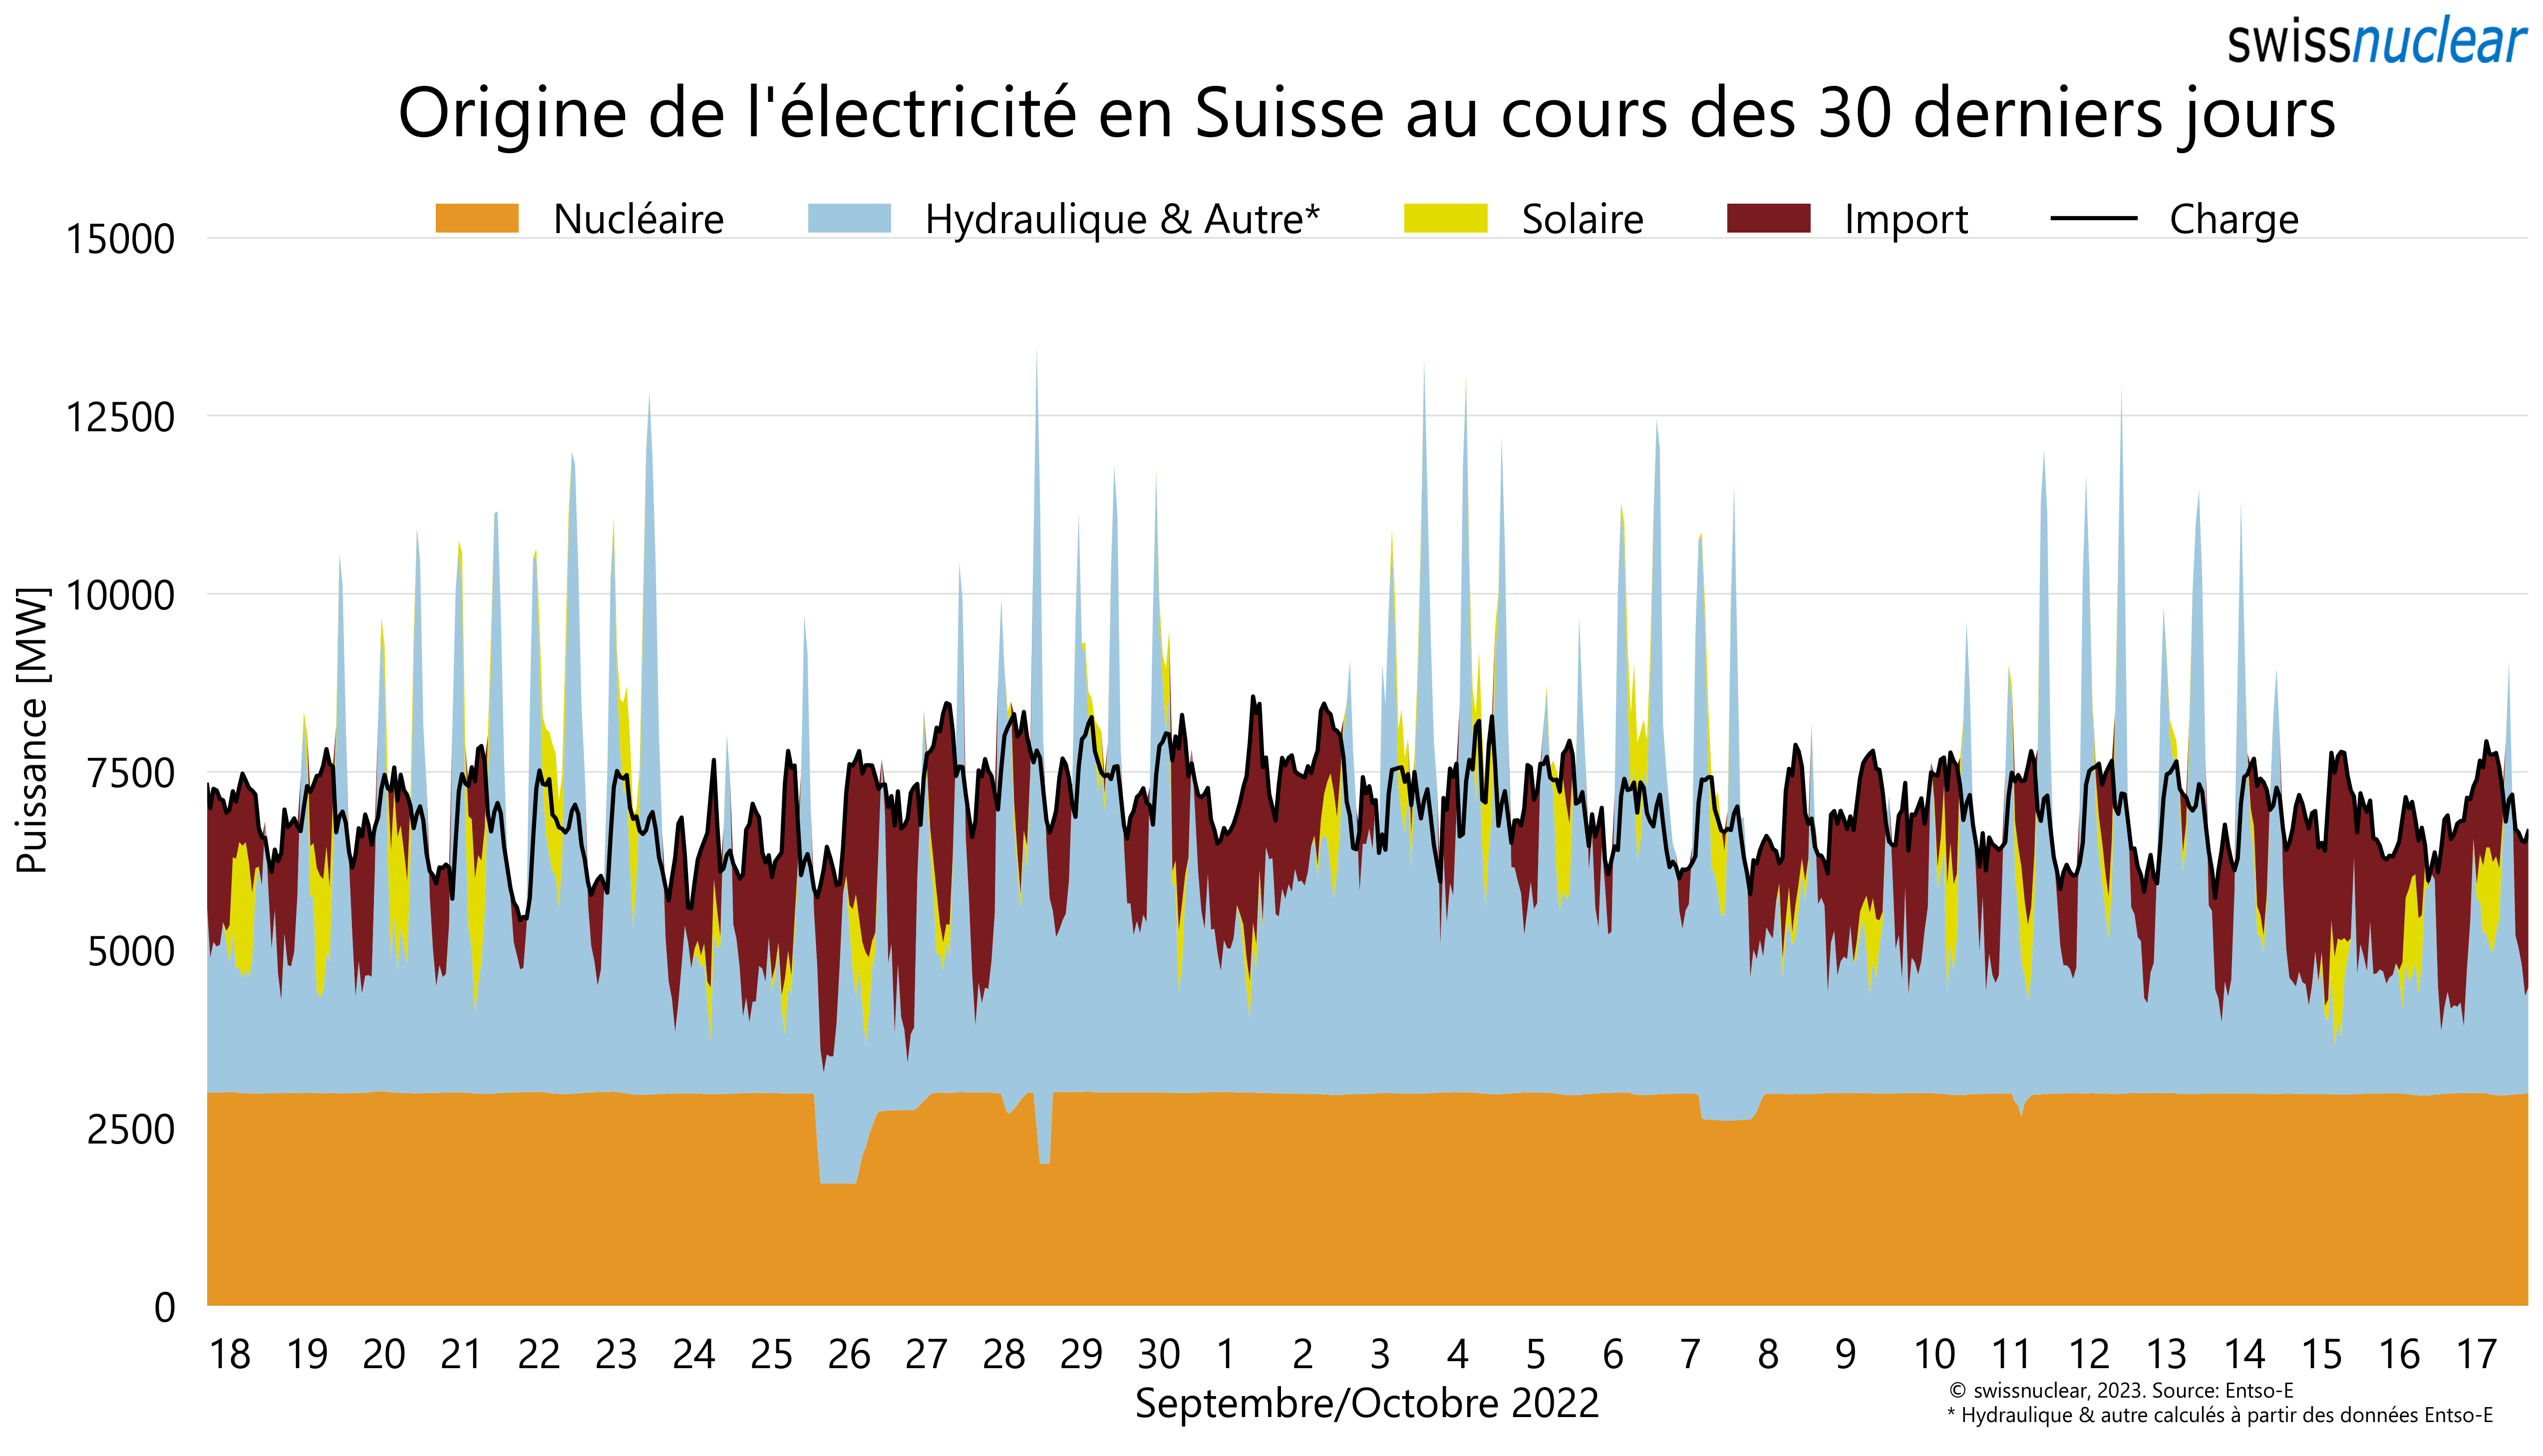 swissnuclear
Origine de l'électricité en Suisse au cours des 30 derniers jours
Nucléaire Hydraulique & Autre* Solaire Import Charge
15000
12500
10000
7500
5000
2500
0
Puissance [MW]
18 19 20 21 22 23 24 25 26 27 28 29 30 1 2 3 4 5 6 7 8 9 10 11 12 13 14 15 16 17
Septembre/Octobre 2022
© swissnuclear, 2023. Source: Entso-E
* Hydraulique & autre calculés à partir des données Entso-E